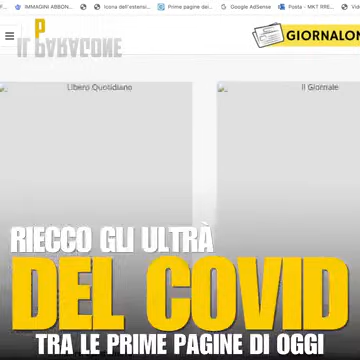 IMMAGINI ABBON...
Icona dell'estensi...
Prime pagine dei...
Google AdSense
Posta - MKT RRE...
IL PARAGONE
GIORNALON
Libero Quotidiano
Il Giornale
RIECCO GLI ULTRÀ
DEL COVID
TRA LE PRIME PAGINE DI OGGI